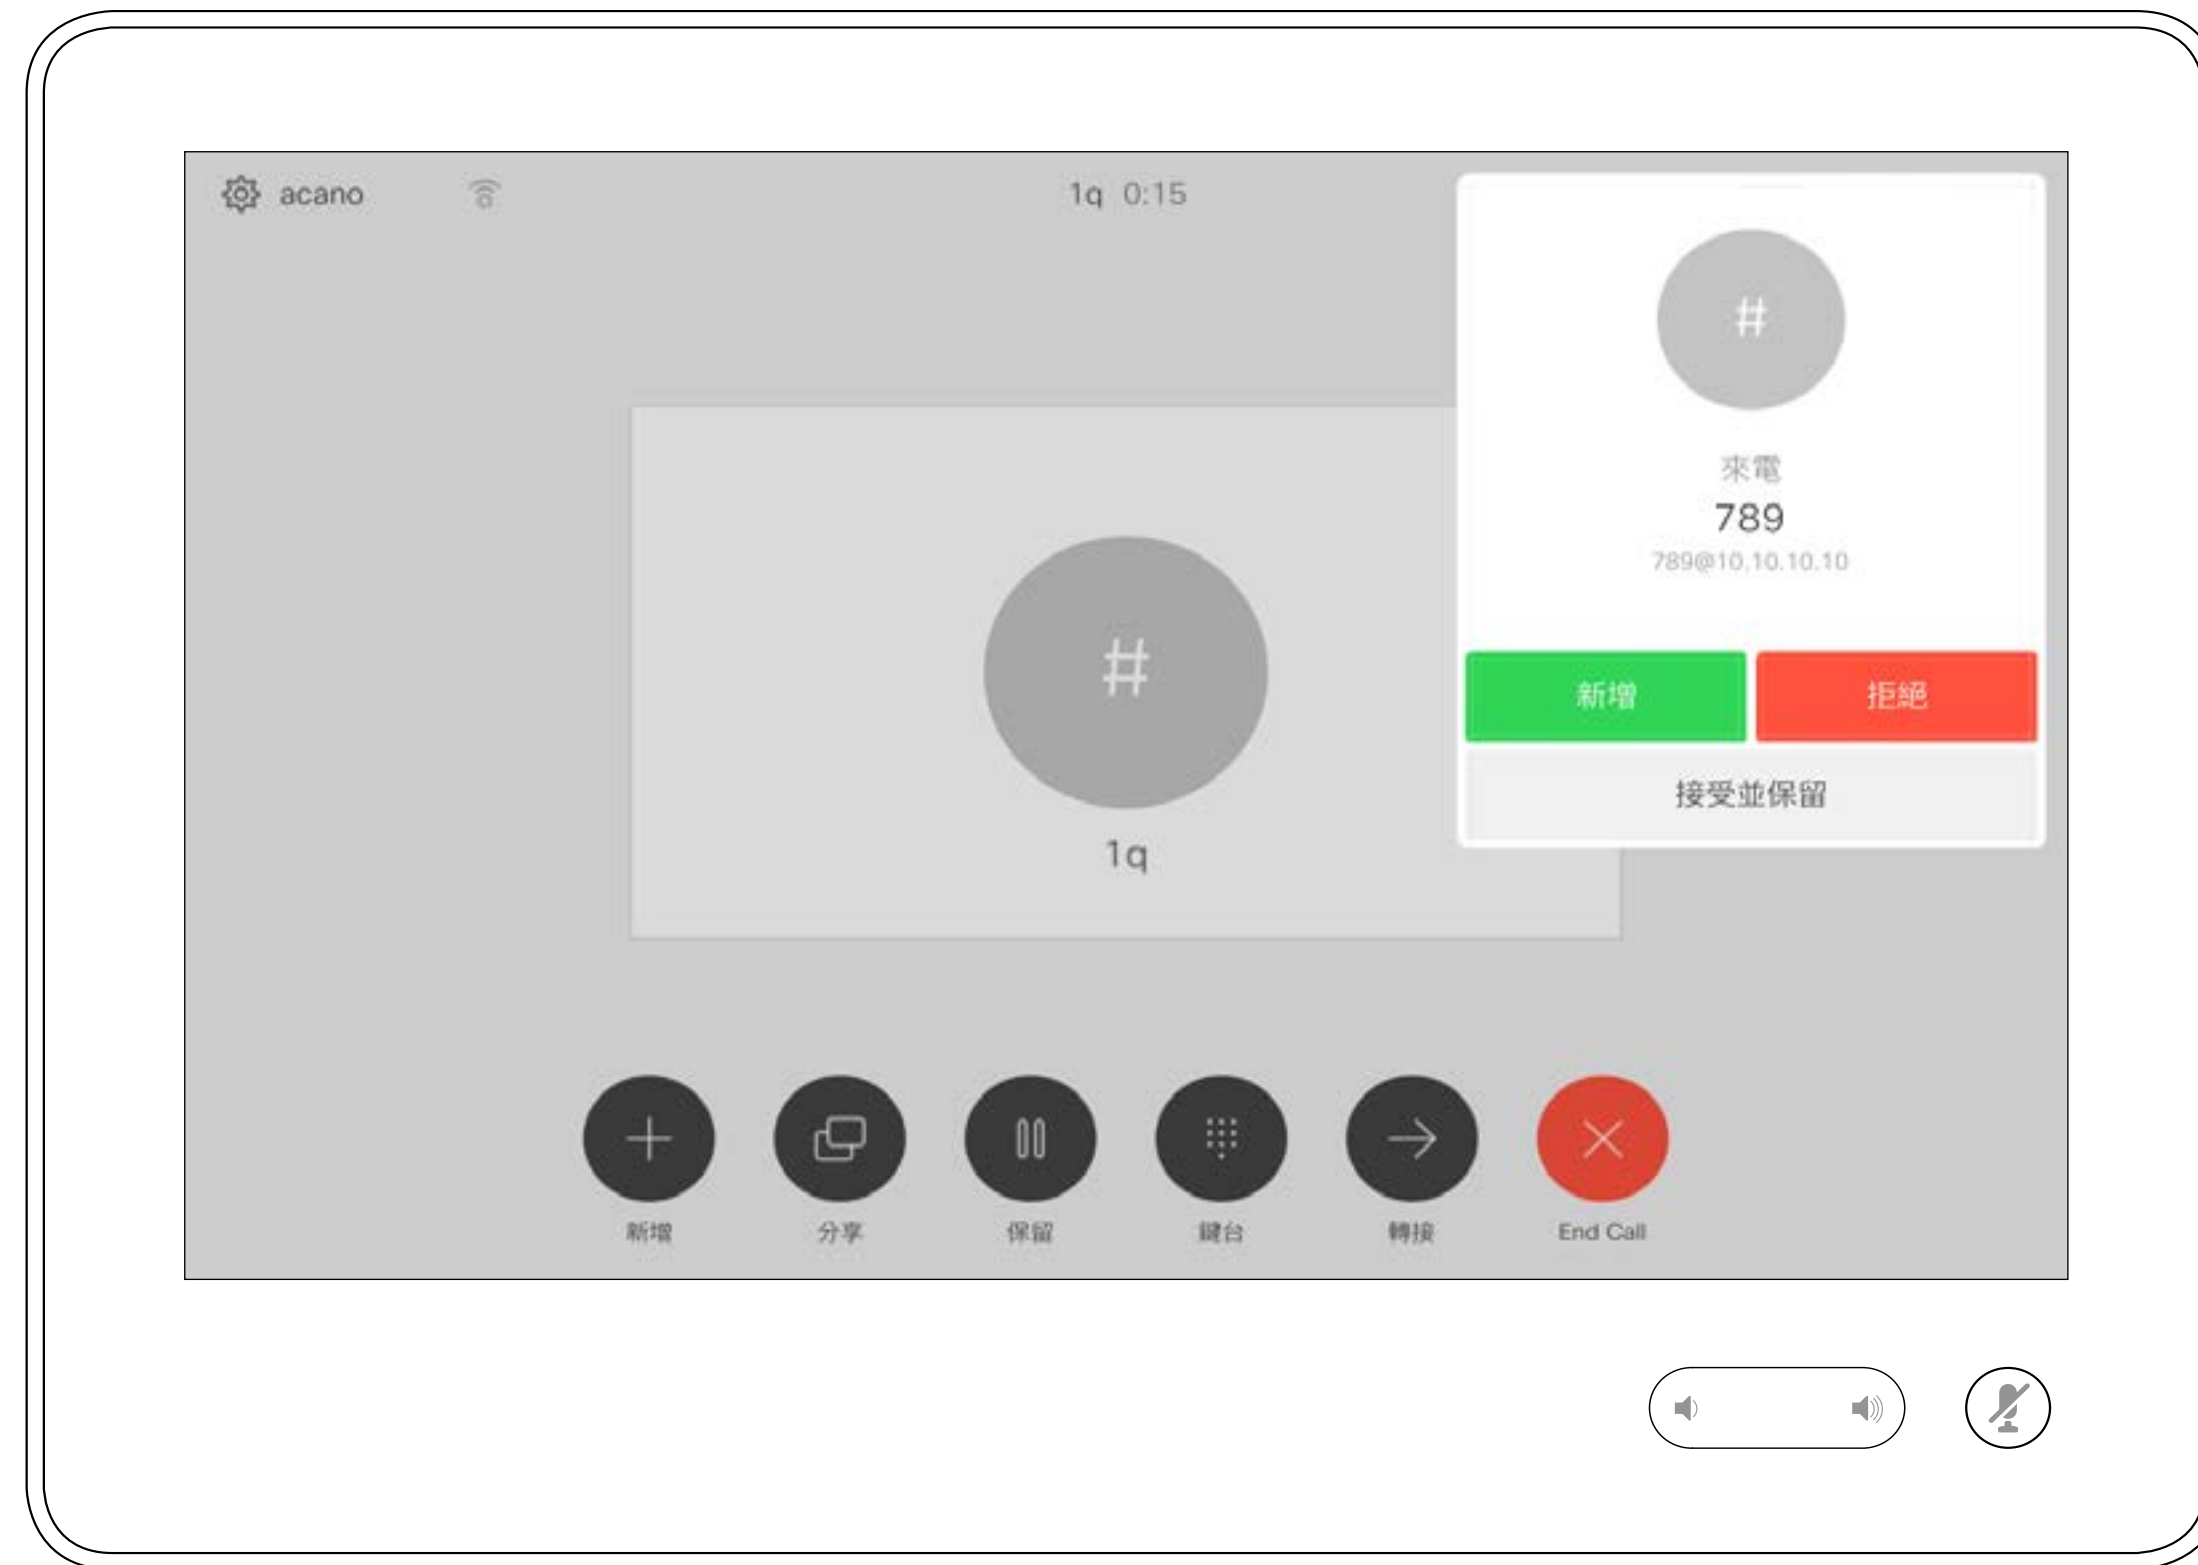 acano
1q 0:15
#
來電
789
789@10.10.10.10
新增 拒絕
接受並保留
#
1q
新增 分享 保留 鍵台 轉接 End Call